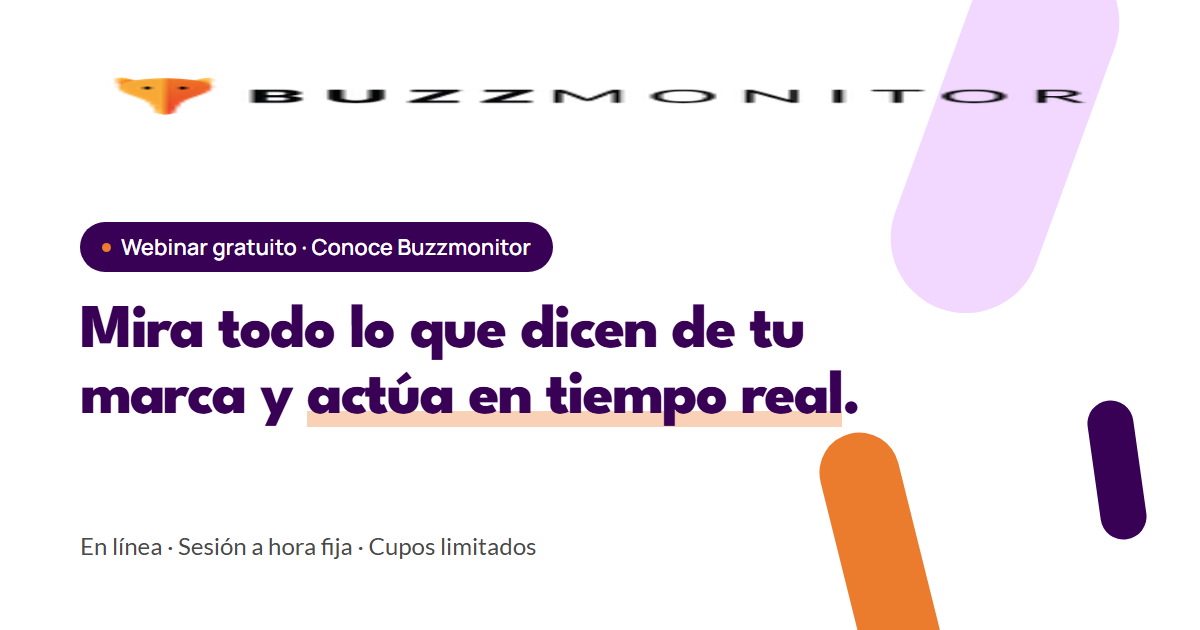 BUZZMONITOR
Webinar gratuito · Conoce Buzzmonitor
Mira todo lo que dicen de tu
marca y actúa en tiempo real.
En línea · Sesión a hora fija · Cupos limitados